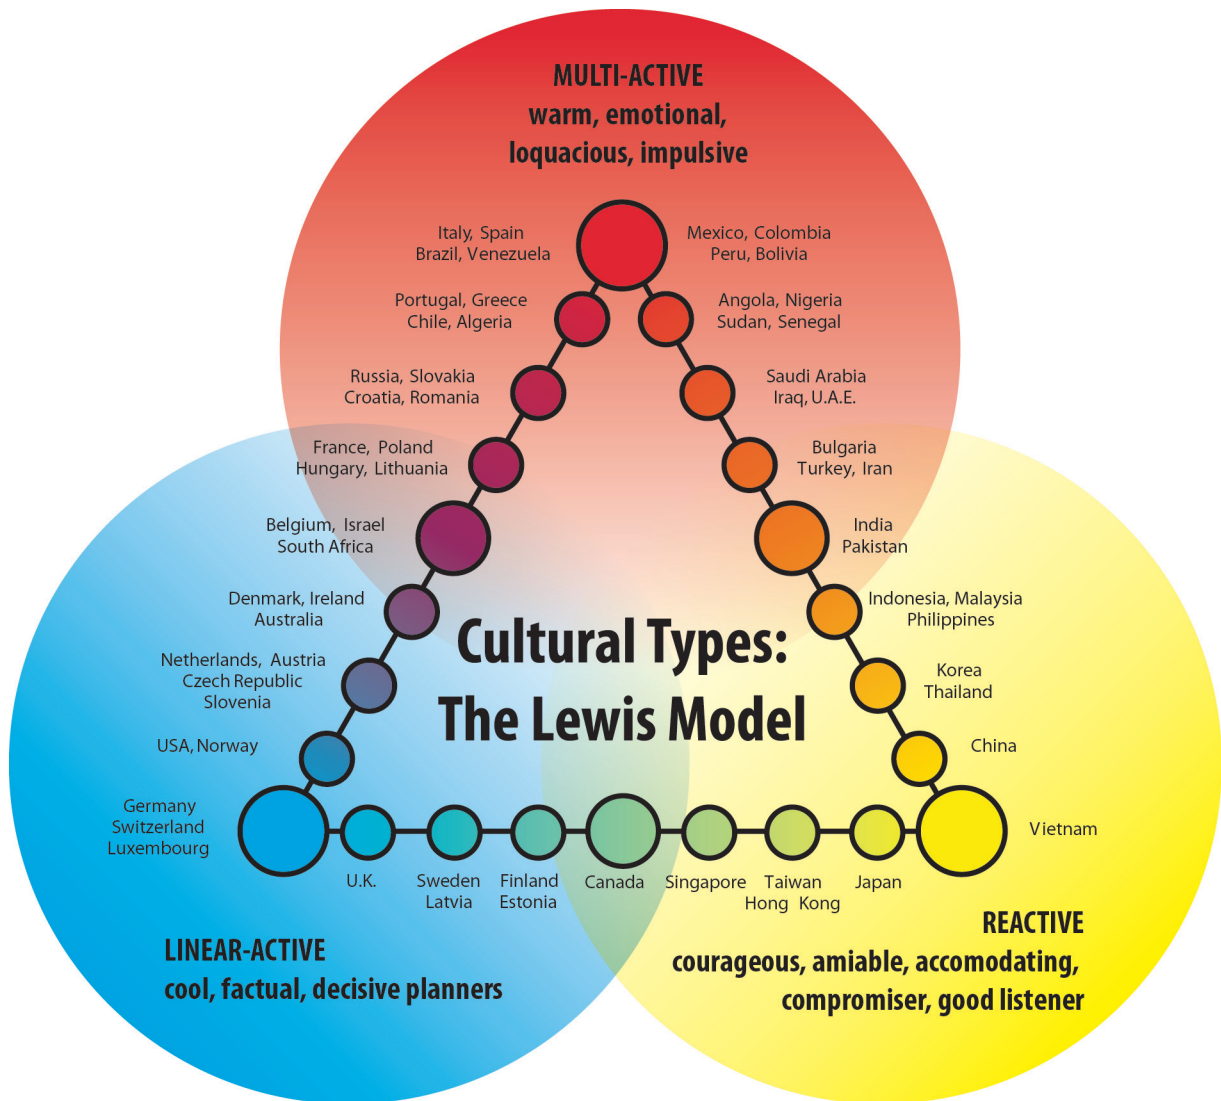 MULTI-ACTIVE
warm, emotional,
loquacious, impulsive
Italy, Spain
Brazil, Venezuela
Mexico, Colombia
Peru, Bolivia
Portugal, Greece
Chile, Algeria
Angola, Nigeria
Sudan, Senegal
Russia, Slovakia
Croatia, Romania
Saudi Arabia
Iraq, U.A.E.
France, Poland
Hungary, Lithuania
Bulgaria
Turkey, Iran
Belgium, Israel
South Africa
India
Pakistan
Denmark, Ireland
Australia
Indonesia, Malaysia
Philippines
Cultural Types:
The Lewis Model
Netherlands, Austria
Czech Republic
Slovenia
Korea
Thailand
USA, Norway
China
Germany
Switzerland
Luxembourg
Vietnam
U.K.
Sweden
Latvia
Finland
Estonia
Canada
Singapore
Taiwan
Hong Kong
Japan
LINEAR-ACTIVE
cool, factual, decisive planners
REACTIVE
courageous, amiable, accomodating,
compromiser, good listener